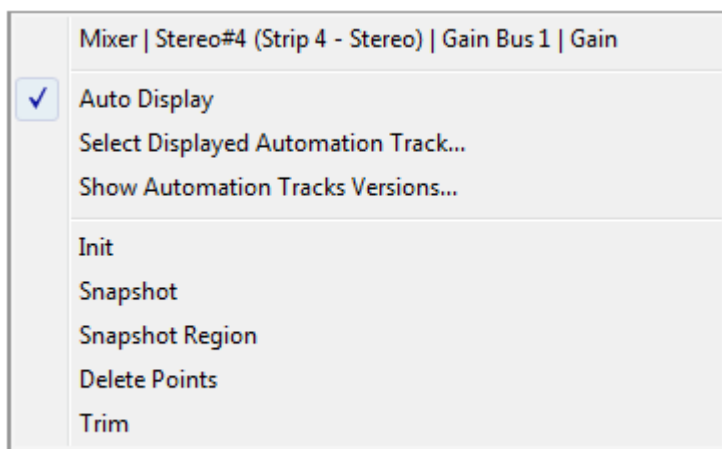 Mixer | Stereo#4 (Strip 4 - Stereo) | Gain Bus 1 | Gain
Auto Display
Select Displayed Automation Track...
Show Automation Tracks Versions...
Init
Snapshot
Snapshot Region
Delete Points
Trim